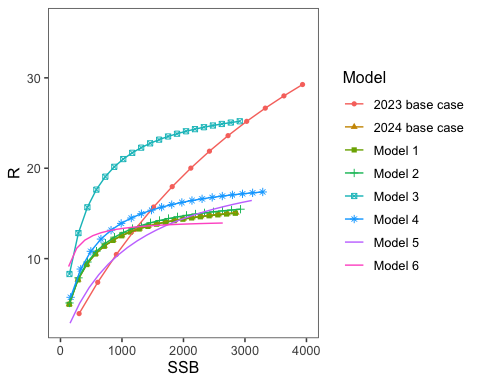 30
20
10
R
0
1000
2000
3000
4000
SSB
Model
2023 base case
2024 base case
Model 1
Model 2
Model 3
Model 4
Model 5
Model 6